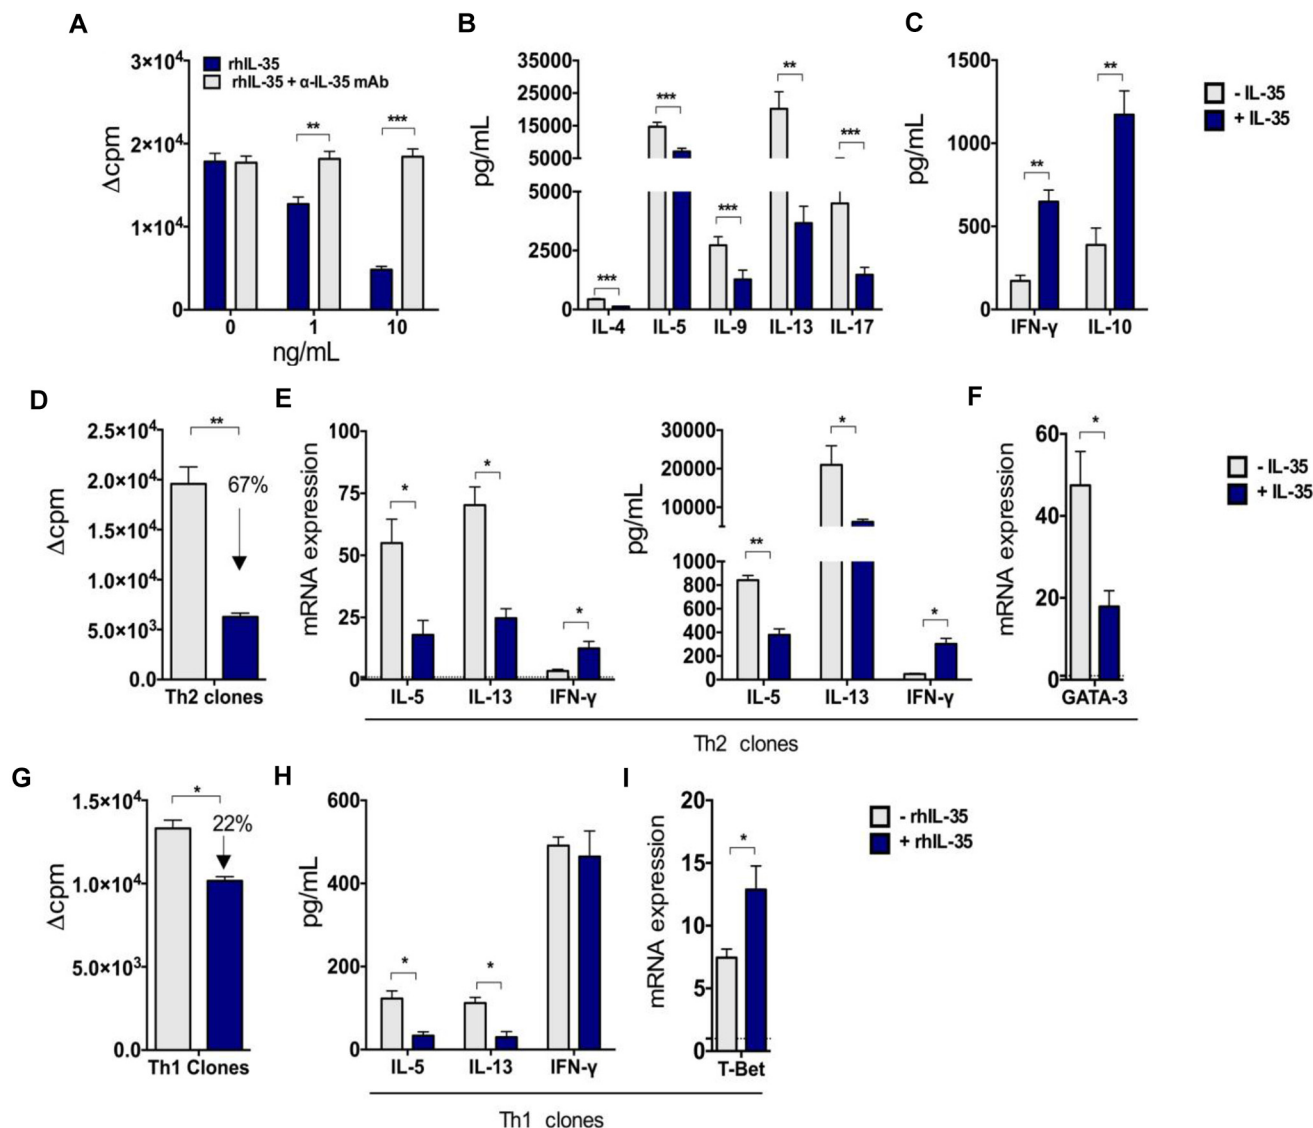 A
3×10⁴
2×10⁴
1×10⁴
0
Δcpm
rhIL-35
rhIL-35 + α-IL-35 mAb
**
***
0 1 10
ng/mL
B
35000
25000
15000
5000
5000
2500
0
pg/mL
***
***
***
**
***
IL-4 IL-5 IL-9 IL-13 IL-17
C
1500
1000
500
0
pg/mL
**
**
IFN-γ IL-10
- IL-35
+ IL-35
D
2.5×10⁴
2.0×10⁴
1.5×10⁴
1.0×10⁴
5.0×10³
0.0
Δcpm
**
67%
Th2 clones
E
100
75
50
25
0
mRNA expression
*
*
*
IL-5 IL-13 IFN-γ
30000
20000
10000
1000
800
600
400
200
0
pg/mL
**
*
*
IL-5 IL-13 IFN-γ
F
60
40
20
0
mRNA expression
*
GATA-3
- IL-35
+ IL-35
Th2 clones
G
1.5×10⁴
1.0×10⁴
5.0×10³
0.0
Δcpm
*
22%
Th1 Clones
H
600
400
200
0
pg/mL
*
*
IL-5 IL-13 IFN-γ
I
20
15
10
5
0
mRNA expression
*
T-Bet
- rhIL-35
+ rhIL-35
Th1 clones